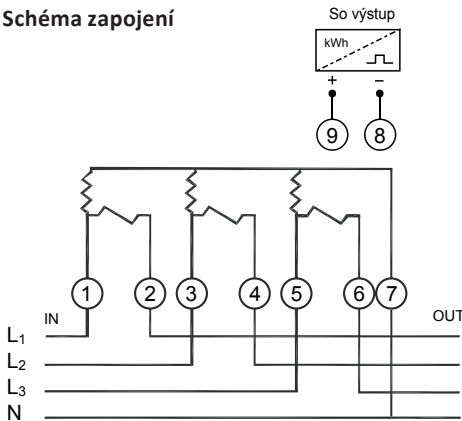 Schéma zapojení
So výstup
kWh
+ –
9 8
1 2 3 4 5 6 7
IN OUT
L1
L2
L3
N